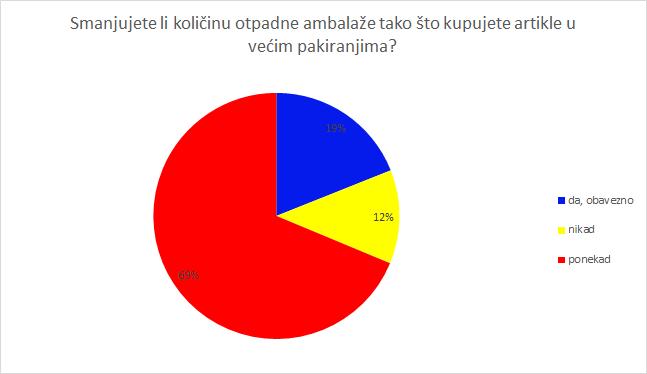 Smanjujete li količinu otpadne ambalaže tako što kupujete artikle u
većim pakiranjima?
19%
12%
69%
da, obavezno
nikad
ponekad